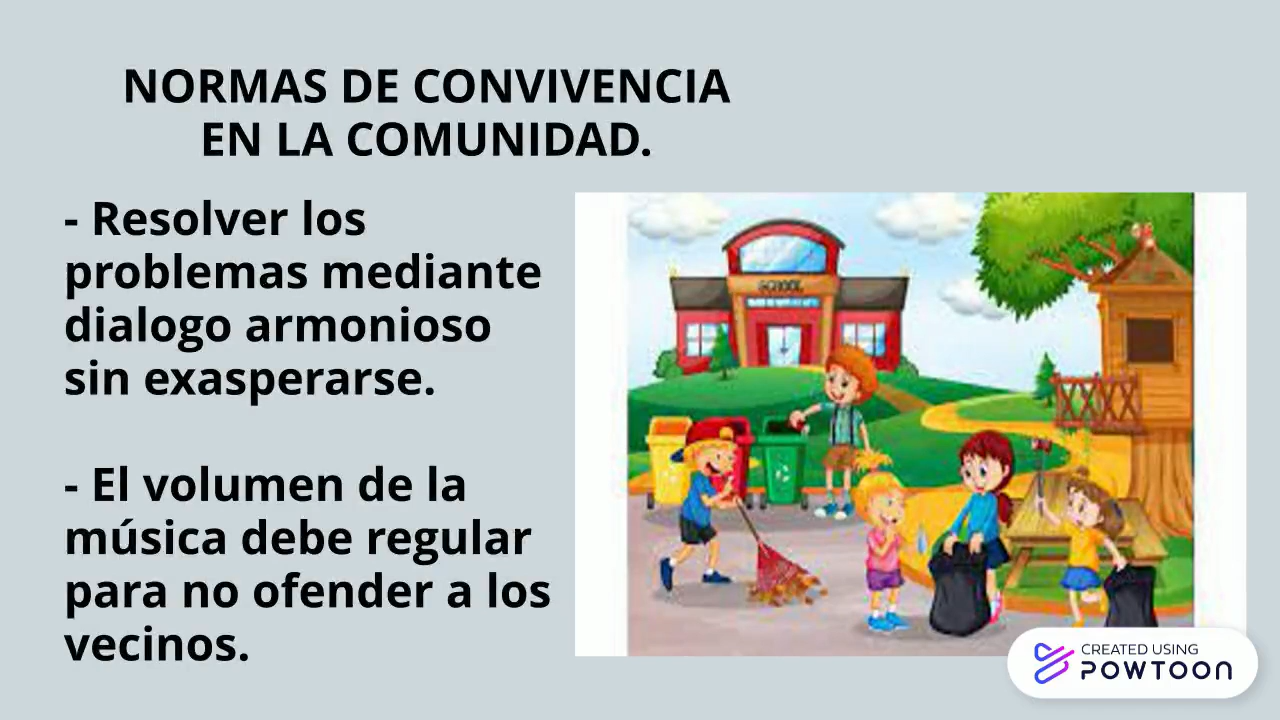 NORMAS DE CONVIVENCIA
EN LA COMUNIDAD.
- Resolver los
problemas mediante
dialogo armonioso
sin exasperarse.
- El volumen de la
música debe regular
para no ofender a los
vecinos.
SCHOOL
CREATED USING
POWTOON